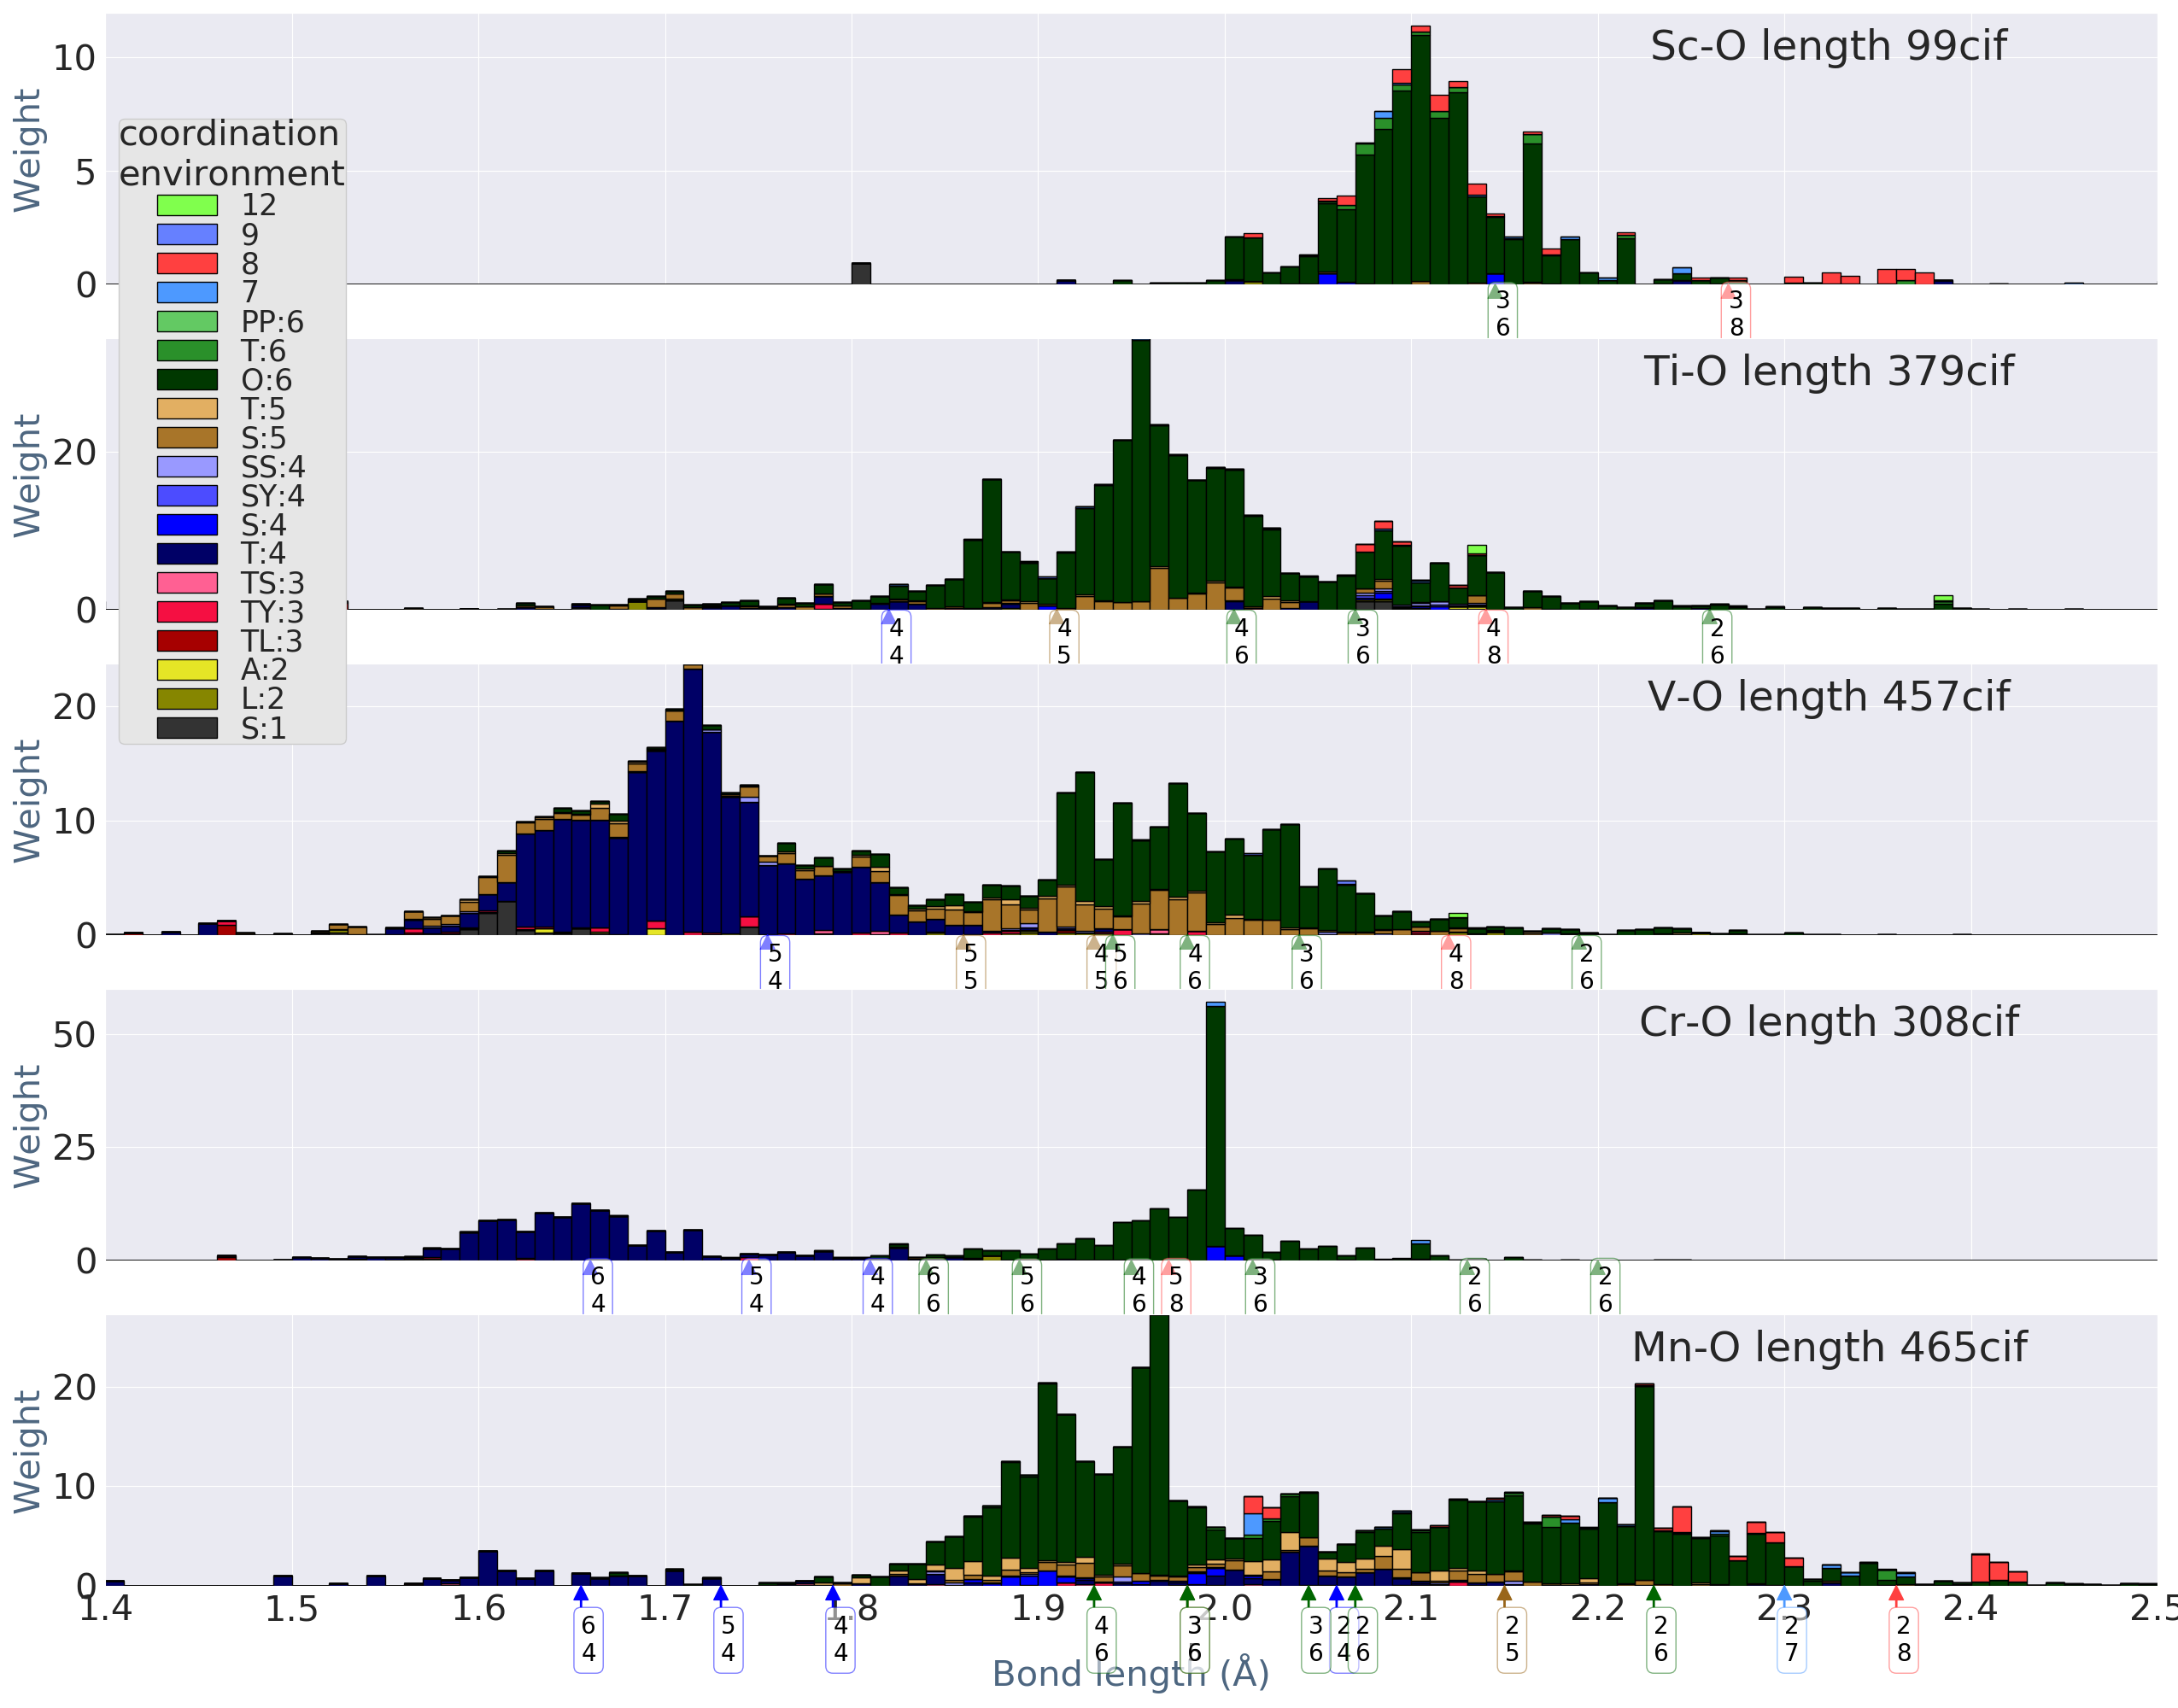 Sc-O length 99cif
Weight
10
5
0
coordination
environment
12
9
8
7
PP:6
T:6
O:6
T:5
S:5
SS:4
SY:4
S:4
T:4
TS:3
TY:3
TL:3
A:2
L:2
S:1
3 3
6 8
Ti-O length 379cif
Weight
20
0
4 4 4 3 4 2
4 5 6 6 8 6
V-O length 457cif
Weight
20
10
0
5 5 4 5 4 3 4 2
4 5 5 6 6 6 8 6
Cr-O length 308cif
Weight
50
25
0
6 5 4 6 5 4 5 3 2 2
4 4 4 6 6 6 8 6 6 6
Mn-O length 465cif
Weight
20
10
0
1.4 1.5 1.6 1.7 1.8 1.9 2.0 2.1 2.2 2.3 2.4 2.5
6 5 4 4 3 3 2 2 2 2 2 2
4 4 4 6 6 6 4 6 5 6 7 8
Bond length (Å)